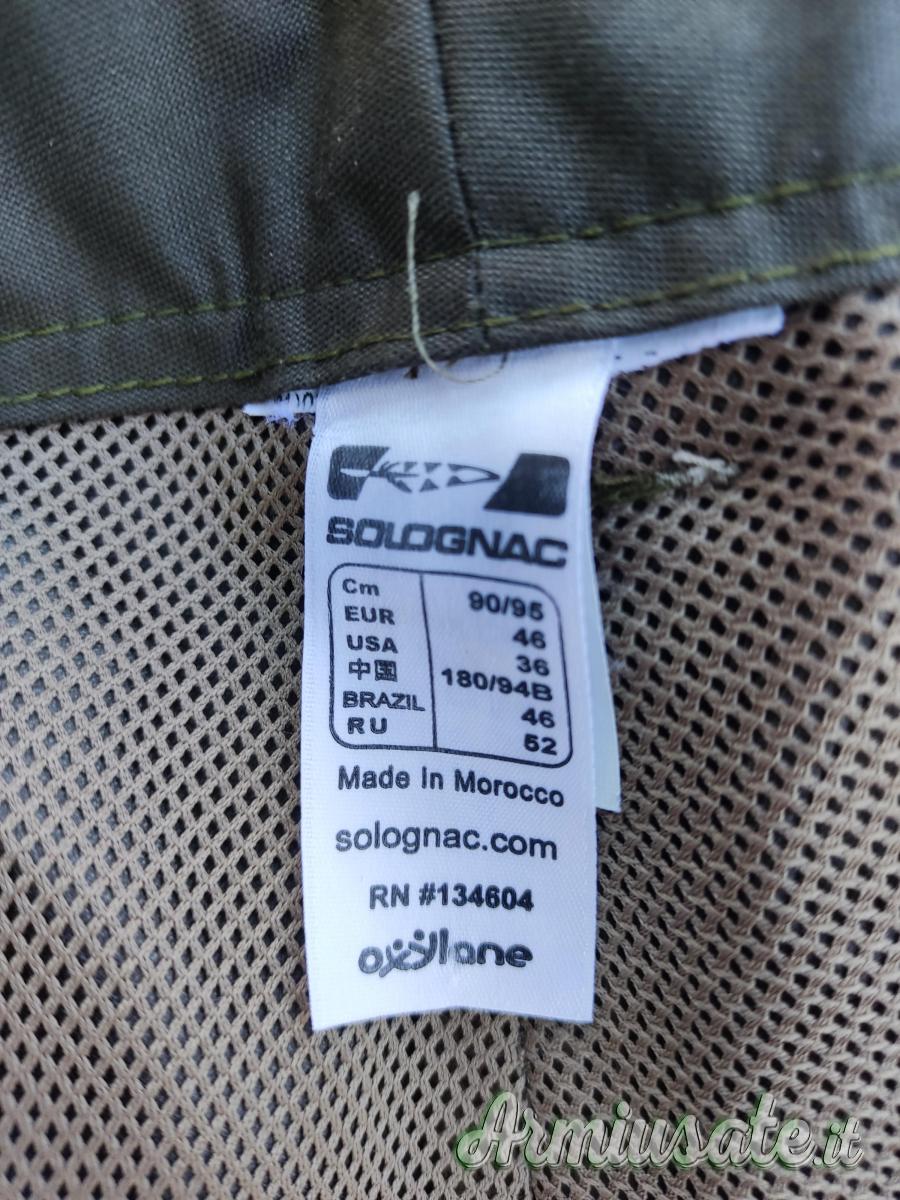 SOLOGNAC
Cm 90/95
EUR 46
USA 36
中国 180/94B
BRAZIL 46
RU 52
Made In Morocco
solognac.com
RN #134604
oxylane
Armiusate.it